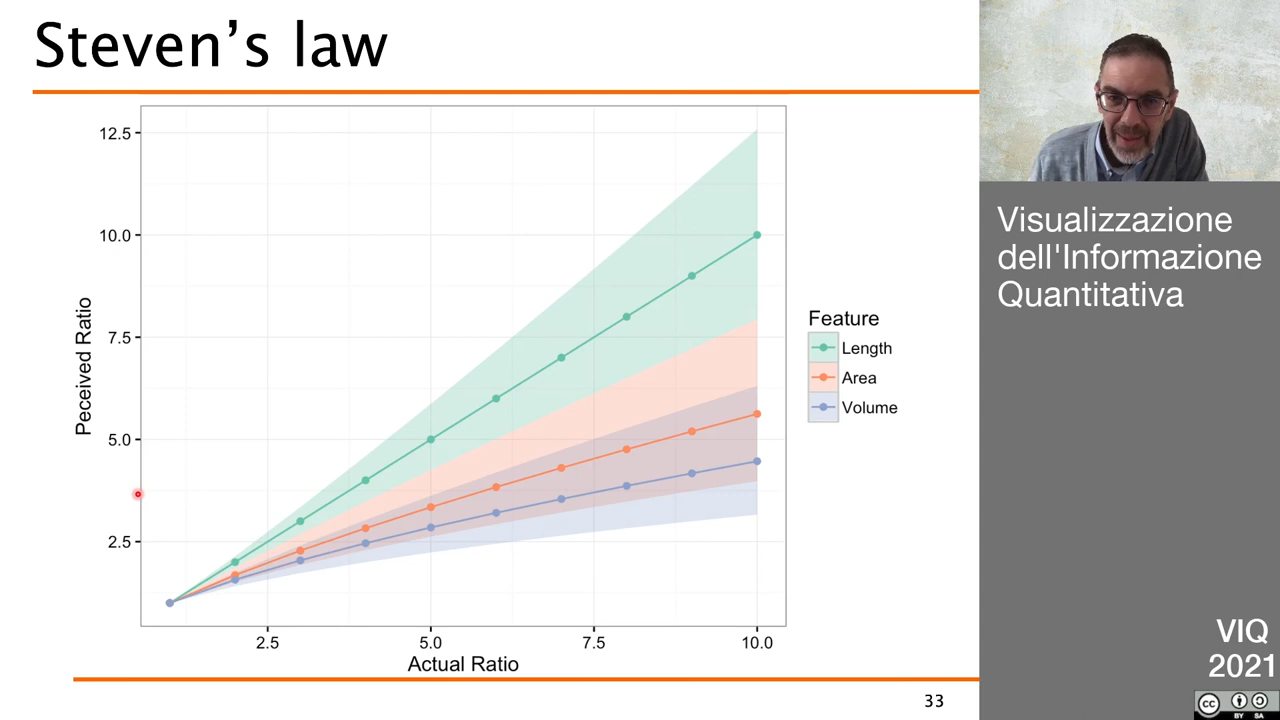 Steven's law
12.5
10.0
7.5
5.0
2.5
Peceived Ratio
2.5
5.0
7.5
10.0
Actual Ratio
Feature
Length
Area
Volume
33
Visualizzazione
dell'Informazione
Quantitativa
VIQ
2021
cc
BY SA